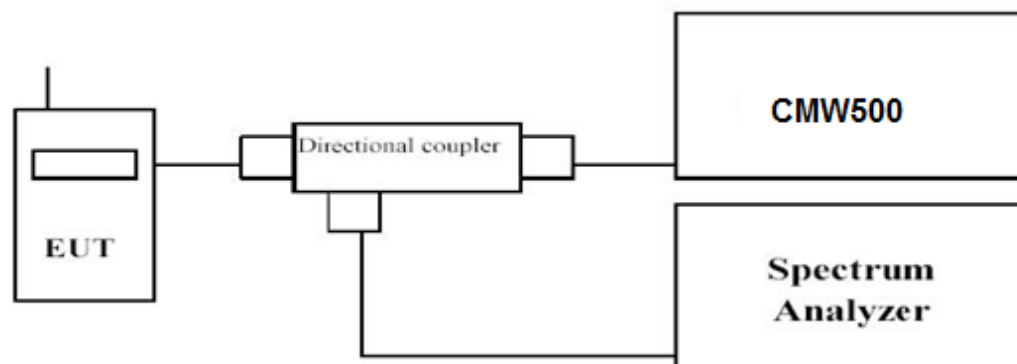 CMW500
Directional coupler
EUT
Spectrum
Analyzer